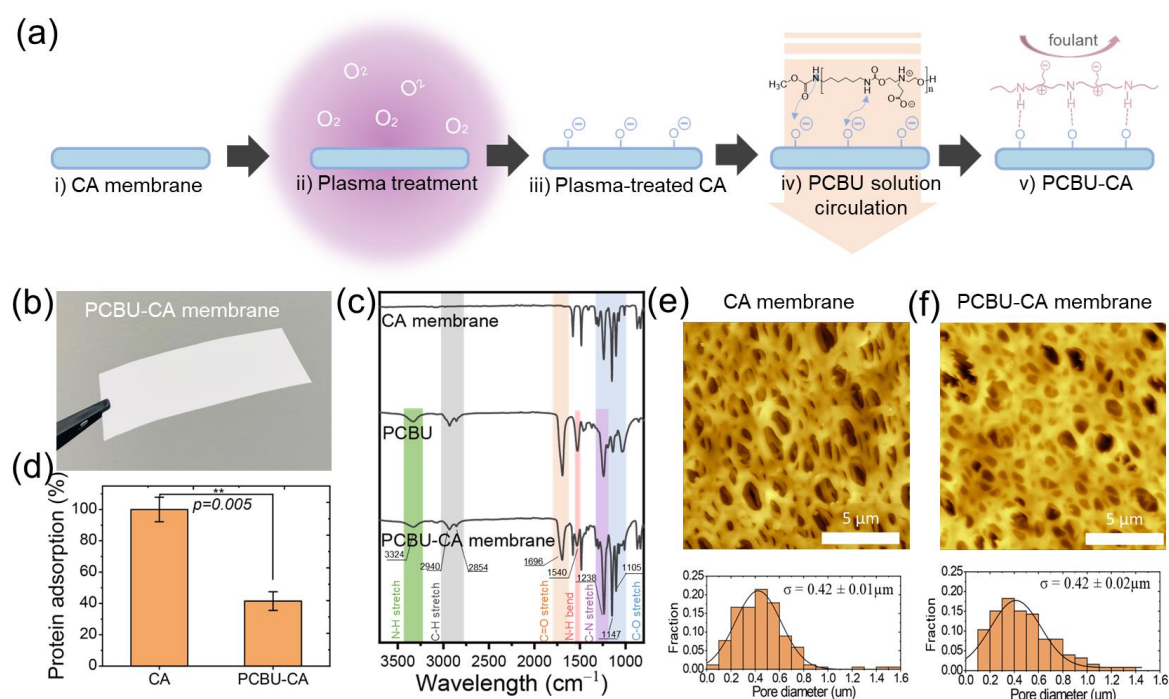 (a)
O₂
O₂
O₂
O₂
O₂
i) CA membrane
ii) Plasma treatment
O⊖
O⊖
O⊖
iii) Plasma-treated CA
H₃C
O
N
H
O
N
H
O
O
N
H
⊕
O
H
n
O
O⊖
O⊖
O⊖
O⊖
iv) PCBU solution
circulation
foulant
⊖
⊖
N
⊕
N
⊕
N
H
H
H
O
O
O
v) PCBU-CA
(b)
PCBU-CA membrane
(c)
CA membrane
PCBU
PCBU-CA membrane
3324
2940
2854
1696
1540
1238
1147
1105
N-H stretch
C-H stretch
C=O stretch
N-H bend
C-N stretch
C-O stretch
3500 3000 2500 2000 1500 1000
Wavelength (cm⁻¹)
(d)
Protein adsorption (%)
100
80
60
40
20
0
**
p=0.005
CA PCBU-CA
(e)
CA membrane
5 µm
Fraction
0.25
0.20
0.15
0.10
0.05
0.00
σ = 0.42 ± 0.01µm
0.0 0.2 0.4 0.6 0.8 1.0 1.2 1.4 1.6
Pore diameter (um)
(f)
PCBU-CA membrane
5 µm
Fraction
0.25
0.20
0.15
0.10
0.05
0.00
σ = 0.42 ± 0.02µm
0.0 0.2 0.4 0.6 0.8 1.0 1.2 1.4 1.6
Pore diameter (um)